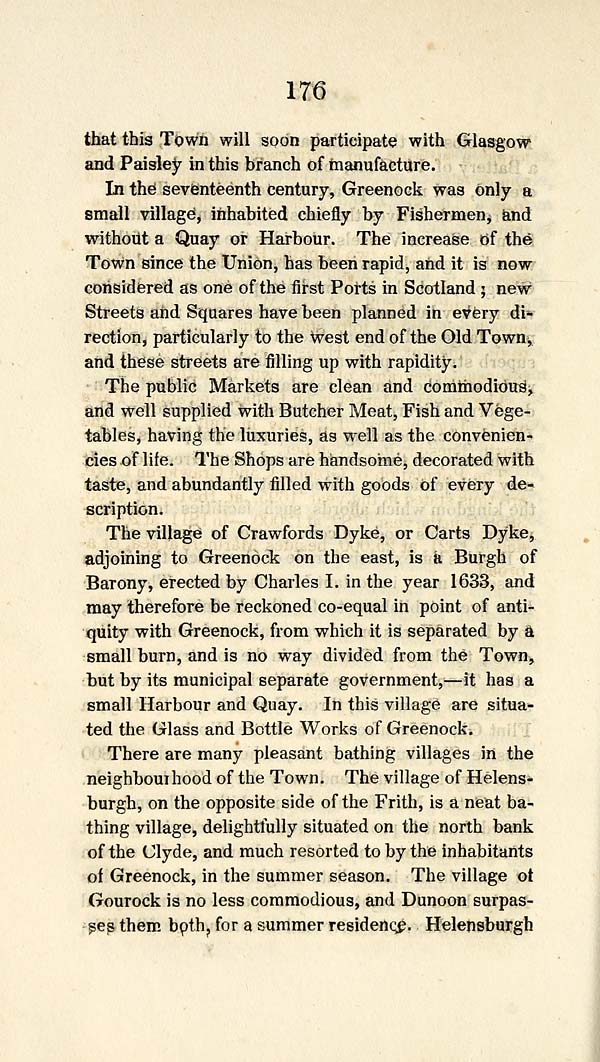 176
that this Town will soon participate with Glasgow
and Paisley in this branch of manufacture.
In the seventeenth century, Greenock was only a
small village, inhabited chiefly by Fishermen, and
without a Quay or Harbour. The increase of the
Town since the Union, has been rapid, and it is now
considered as one of the first Ports in Scotland ; new
Streets and Squares have been planned in every di-
rection, particularly to the west end of the Old Town,
and these streets are filling up with rapidity.
The public Markets are clean and commodious,
and well supplied with Butcher Meat, Fish and Vege-
tables, having the luxuries, as well as the convenien-
cies of life. The Shops are handsome, decorated with
taste, and abundantly filled with goods of every de-
scription.
The village of Crawfords Dyke, or Carts Dyke,
adjoining to Greenock on the east, is a Burgh of
Barony, erected by Charles I. in the year 1633, and
may therefore be reckoned co-equal in point of anti-
quity with Greenock, from which it is separated by a
small burn, and is no way divided from the Town,
but by its municipal separate government,—it has a
small Harbour and Quay. In this village are situa-
ted the Glass and Bottle Works of Greenock.
There are many pleasant bathing villages in the
neighbourhood of the Town. The village of Helens-
burgh, on the opposite side of the Frith, is a neat ba-
thing village, delightfully situated on the north bank
of the Clyde, and much resorted to by the inhabitants
of Greenock, in the summer season. The village of
Gourock is no less commodious, and Dunoon surpas-
ses them both, for a summer residence. Helensburgh